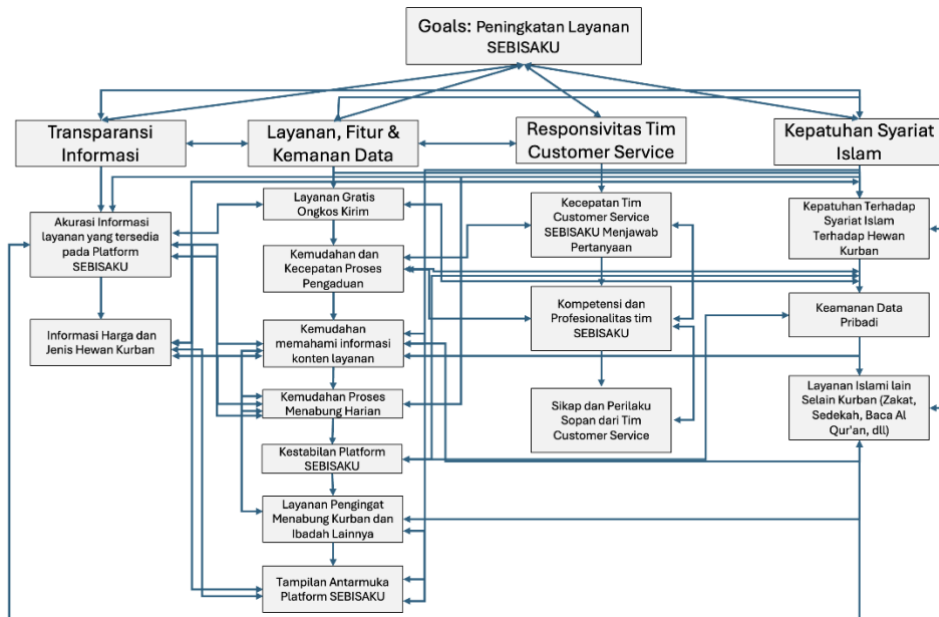 Goals: Peningkatan Layanan
SEBISAKU
Transparansi
Informasi
Layanan, Fitur &
Kemanan Data
Responsivitas Tim
Customer Service
Kepatuhan Syariat
Islam
Akurasi Informasi
layanan yang tersedia
pada Platform
SEBISAKU
Informasi Harga dan
Jenis Hewan Kurban
Layanan Gratis
Ongkos Kirim
Kemudahan dan
Kecepatan Proses
Pengaduan
Kemudahan
memahami informasi
konten layanan
Kemudahan Proses
Menabung Harian
Kestabilan Platform
SEBISAKU
Layanan Pengingat
Menabung Kurban dan
Ibadah Lainnya
Tampilan Antarmuka
Platform SEBISAKU
Kecepatan Tim
Customer Service
SEBISAKU Menjawab
Pertanyaan
Kompetensi dan
Profesionalitas tim
SEBISAKU
Sikap dan Perilaku
Sopan dari Tim
Customer Service
Kepatuhan Terhadap
Syariat Islam
Terhadap Hewan
Kurban
Keamanan Data
Pribadi
Layanan Islami lain
Selain Kurban (Zakat,
Sedekah, Baca Al
Qur'an, dll)